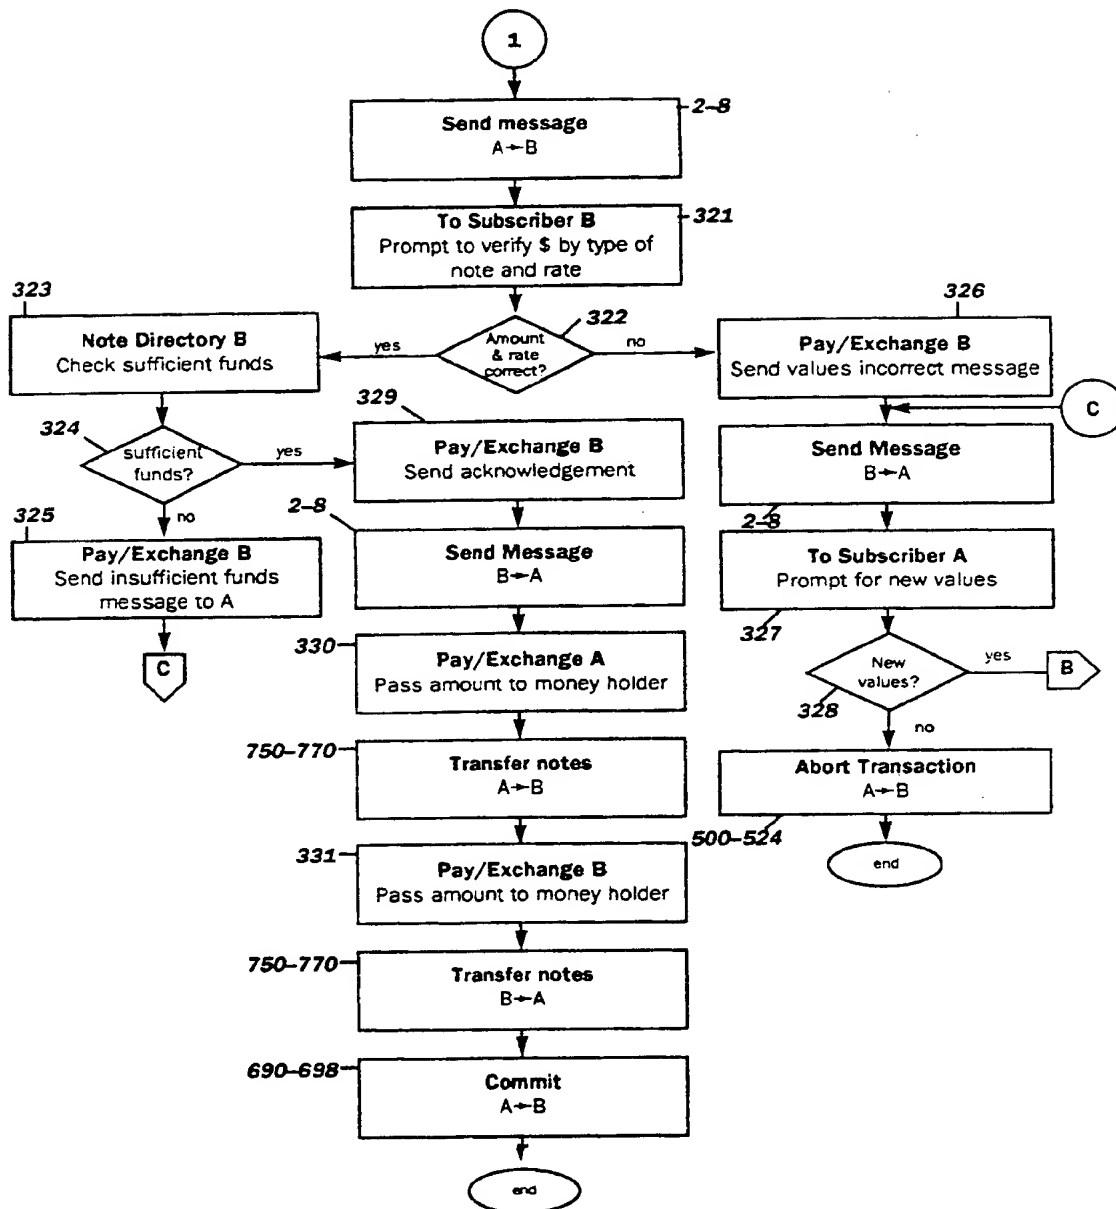 1
2–8
Send message
A→B
321
To Subscriber B
Prompt to verify $ by type of
note and rate
323
322
326
Note Directory B
Check sufficient funds
yes
Amount
& rate
correct?
no
Pay/Exchange B
Send values incorrect message
C
324
sufficient
funds?
yes
329
Pay/Exchange B
Send acknowledgement
Send Message
B→A
2–8
no
325
Pay/Exchange B
Send insufficient funds
message to A
C
2–8
Send Message
B→A
To Subscriber A
Prompt for new values
327
330
Pay/Exchange A
Pass amount to money holder
New
values?
328
yes
B
no
750–770
Transfer notes
A→B
Abort Transaction
A→B
500–524
end
331
Pay/Exchange B
Pass amount to money holder
750–770
Transfer notes
B→A
690–698
Commit
A→B
end